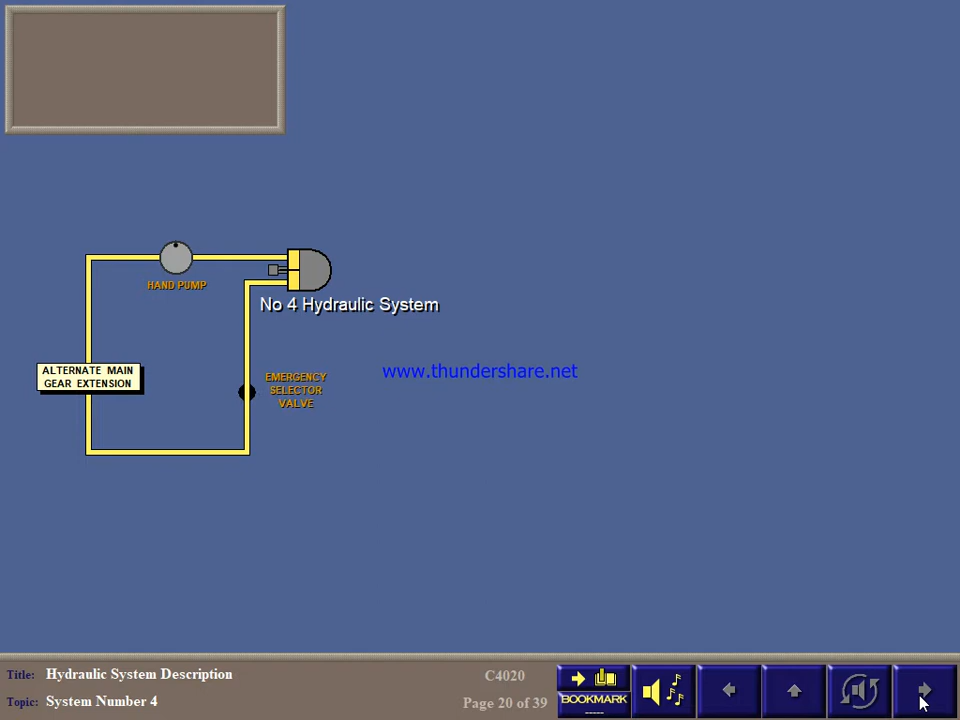 HAND PUMP
No 4 Hydraulic System
ALTERNATE MAIN
GEAR EXTENSION
EMERGENCY
SELECTOR
VALVE
www.thundershare.net
Title: Hydraulic System Description
C4020
Topic: System Number 4
Page 20 of 39
BOOKMARK
-----